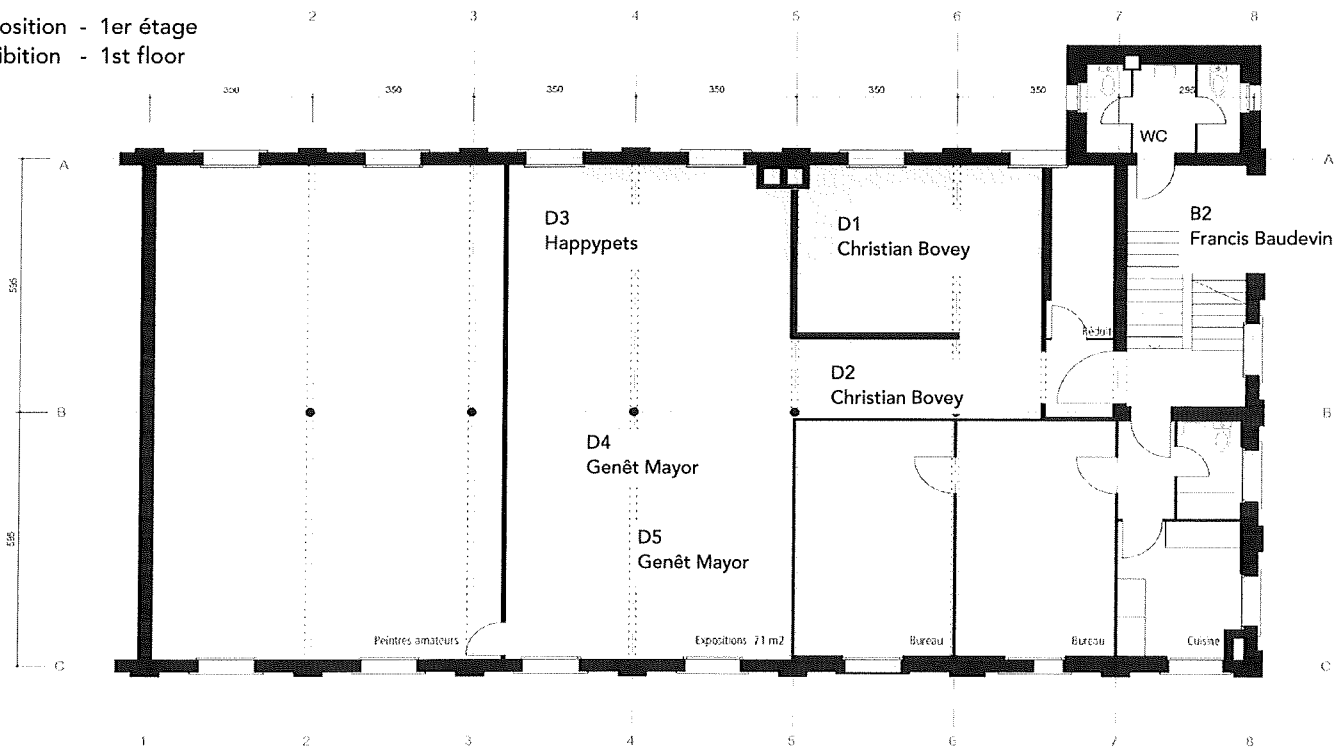 osition - 1er étage
ibition - 1st floor
2 3 4 5 6 7 8
350 350 350 350 350 350 295
WC
A A
B2
Francis Baudevin
D3
Happypets
D1
Christian Bovey
595
Réduit
D2
Christian Bovey
B B
D4
Genêt Mayor
D5
Genêt Mayor
595
Peintres amateurs
Expositions 71 m2
Bureau
Bureau
Cuisine
C C
1 2 3 4 5 6 7 8